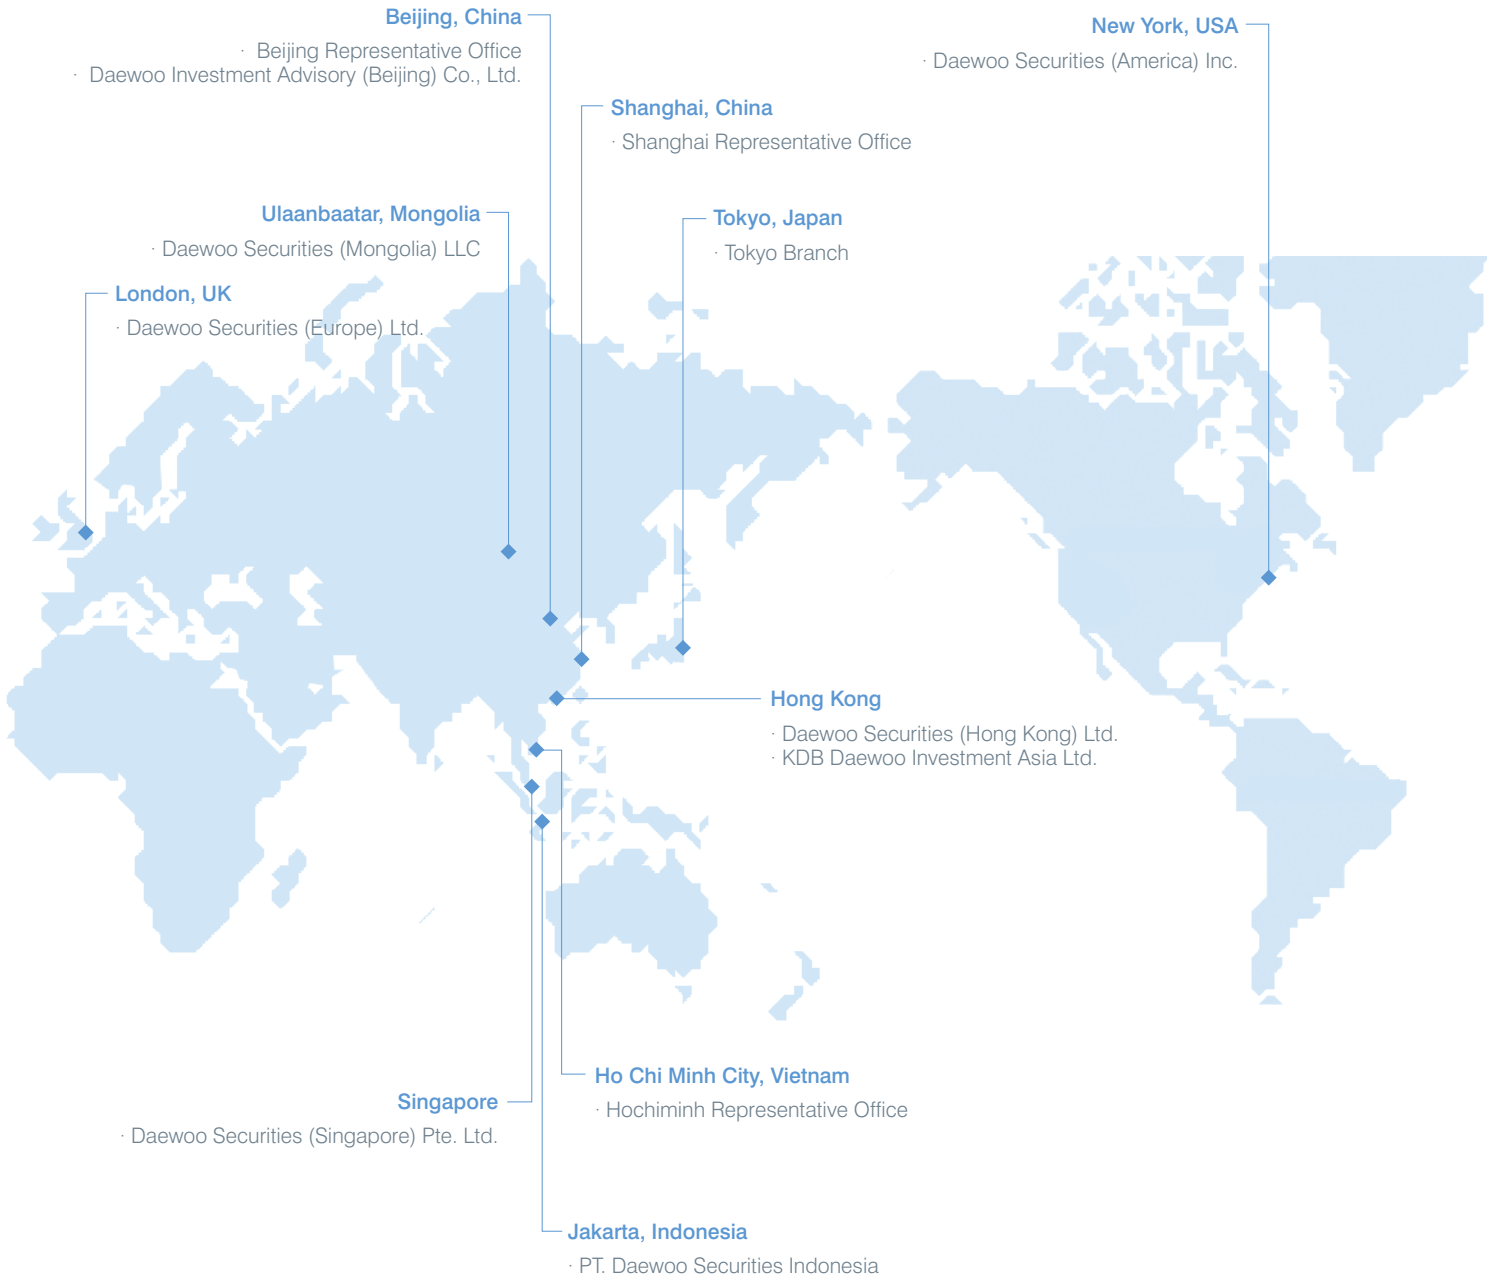 Beijing, China
· Beijing Representative Office
· Daewoo Investment Advisory (Beijing) Co., Ltd.
New York, USA
· Daewoo Securities (America) Inc.
Shanghai, China
· Shanghai Representative Office
Ulaanbaatar, Mongolia
· Daewoo Securities (Mongolia) LLC
Tokyo, Japan
· Tokyo Branch
London, UK
· Daewoo Securities (Europe) Ltd.
Hong Kong
· Daewoo Securities (Hong Kong) Ltd.
· KDB Daewoo Investment Asia Ltd.
Ho Chi Minh City, Vietnam
· Hochiminh Representative Office
Singapore
· Daewoo Securities (Singapore) Pte. Ltd.
Jakarta, Indonesia
· PT. Daewoo Securities Indonesia